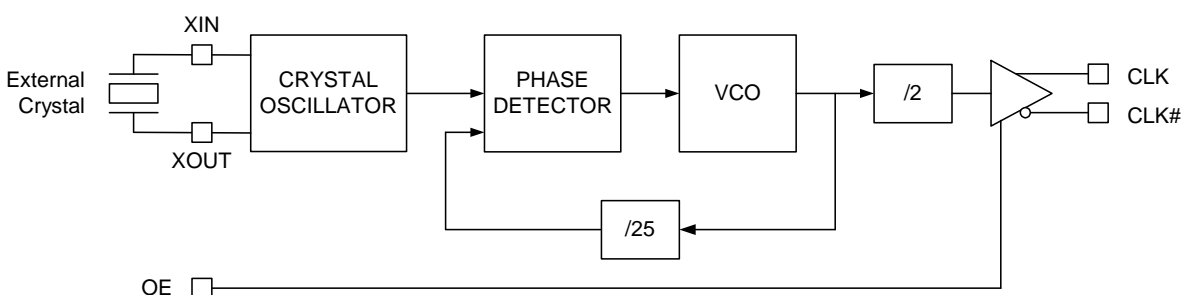 XIN
External
Crystal
XOUT
CRYSTAL
OSCILLATOR
PHASE
DETECTOR
VCO
/2
CLK
CLK#
/25
OE